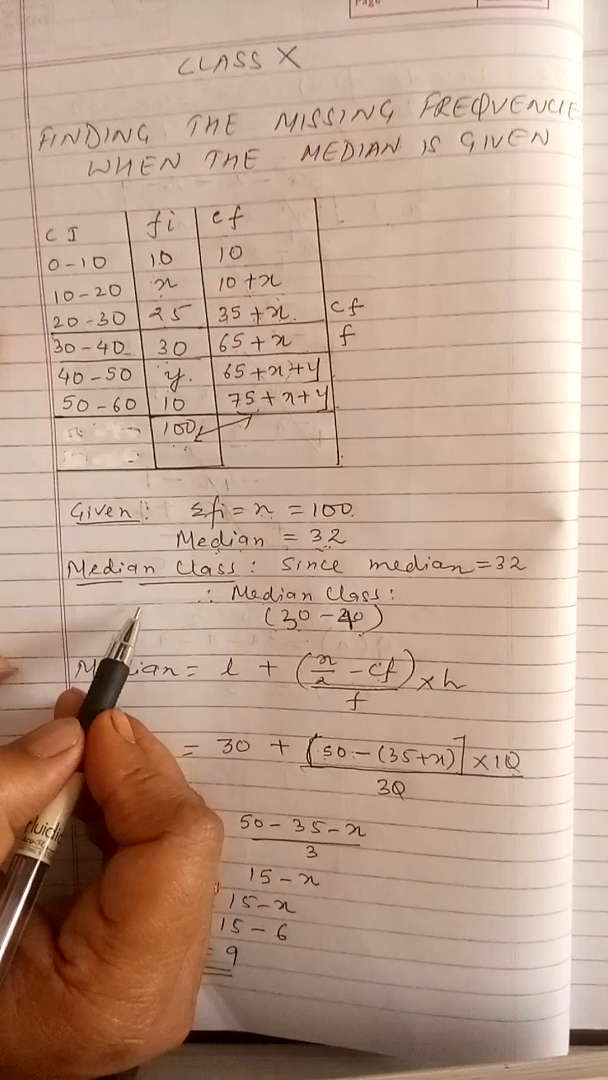 Page
CLASS X
FINDING THE MISSING FREQUENCIE
WHEN THE MEDIAN IS GIVEN
CI fi cf
0-10 10 10
10-20 x 10+x
20-30 25 35+x. cf
30-40 30 65+x f
40-50 y. 65+x+y
50-60 10 75+x+y
100
Given: Σfi = n = 100.
Median = 32
Median Class: Since median = 32
∴ Median Class:
(30-40)
= l + (n/2 - cf)/f × h
= 30 + [50-(35+x)] × 10 / 30
50-35-x
3
15-x
15-x
15-6
= 9